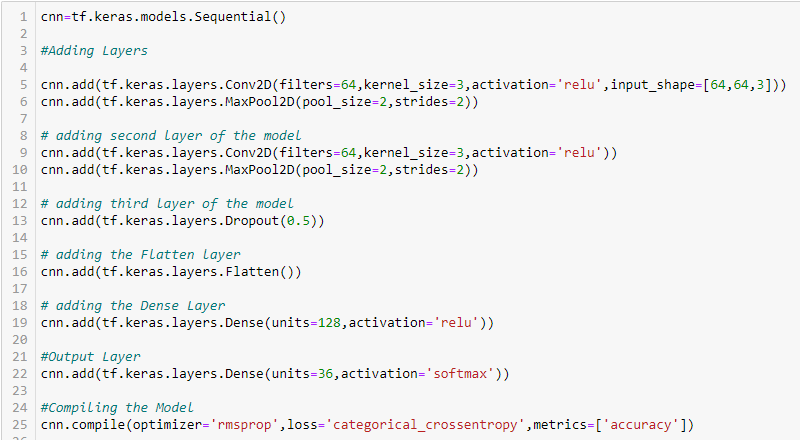 1 cnn=tf.keras.models.Sequential()
2
3 #Adding Layers
4
5 cnn.add(tf.keras.layers.Conv2D(filters=64,kernel_size=3,activation='relu',input_shape=[64,64,3]))
6 cnn.add(tf.keras.layers.MaxPool2D(pool_size=2,strides=2))
7
8 # adding second layer of the model
9 cnn.add(tf.keras.layers.Conv2D(filters=64,kernel_size=3,activation='relu'))
10 cnn.add(tf.keras.layers.MaxPool2D(pool_size=2,strides=2))
11
12 # adding third layer of the model
13 cnn.add(tf.keras.layers.Dropout(0.5))
14
15 # adding the Flatten layer
16 cnn.add(tf.keras.layers.Flatten())
17
18 # adding the Dense Layer
19 cnn.add(tf.keras.layers.Dense(units=128,activation='relu'))
20
21 #Output Layer
22 cnn.add(tf.keras.layers.Dense(units=36,activation='softmax'))
23
24 #Compiling the Model
25 cnn.compile(optimizer='rmsprop',loss='categorical_crossentropy',metrics=['accuracy'])